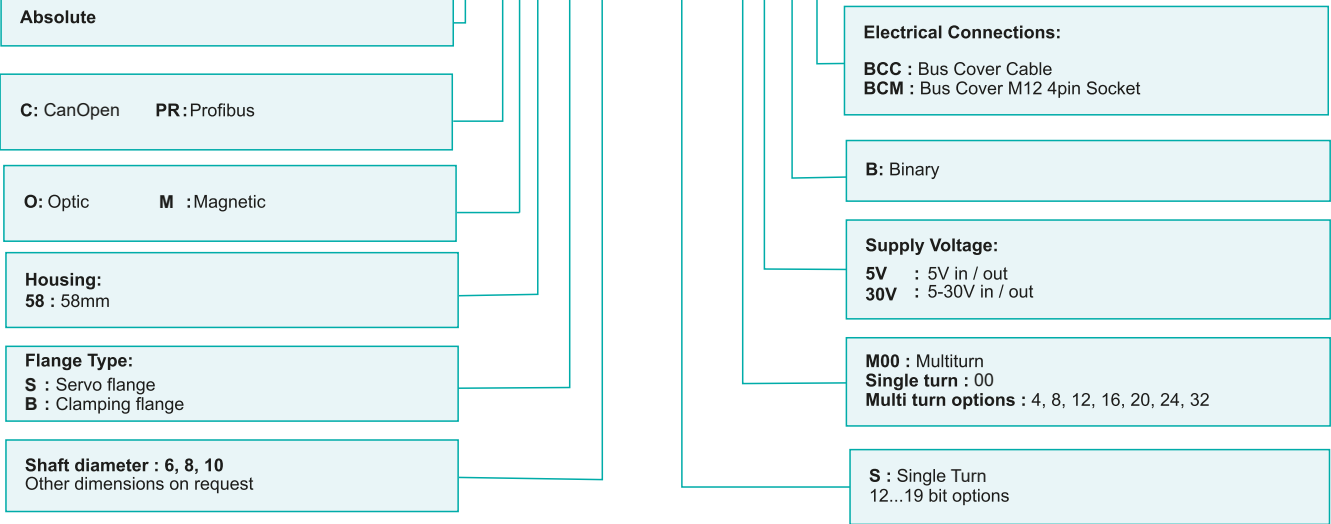 Absolute
C: CanOpen PR:Profibus
O: Optic M :Magnetic
Housing:
58 : 58mm
Flange Type:
S : Servo flange
B : Clamping flange
Shaft diameter : 6, 8, 10
Other dimensions on request
Electrical Connections:
BCC : Bus Cover Cable
BCM : Bus Cover M12 4pin Socket
B: Binary
Supply Voltage:
5V : 5V in / out
30V : 5-30V in / out
M00 : Multiturn
Single turn : 00
Multi turn options : 4, 8, 12, 16, 20, 24, 32
S : Single Turn
12...19 bit options